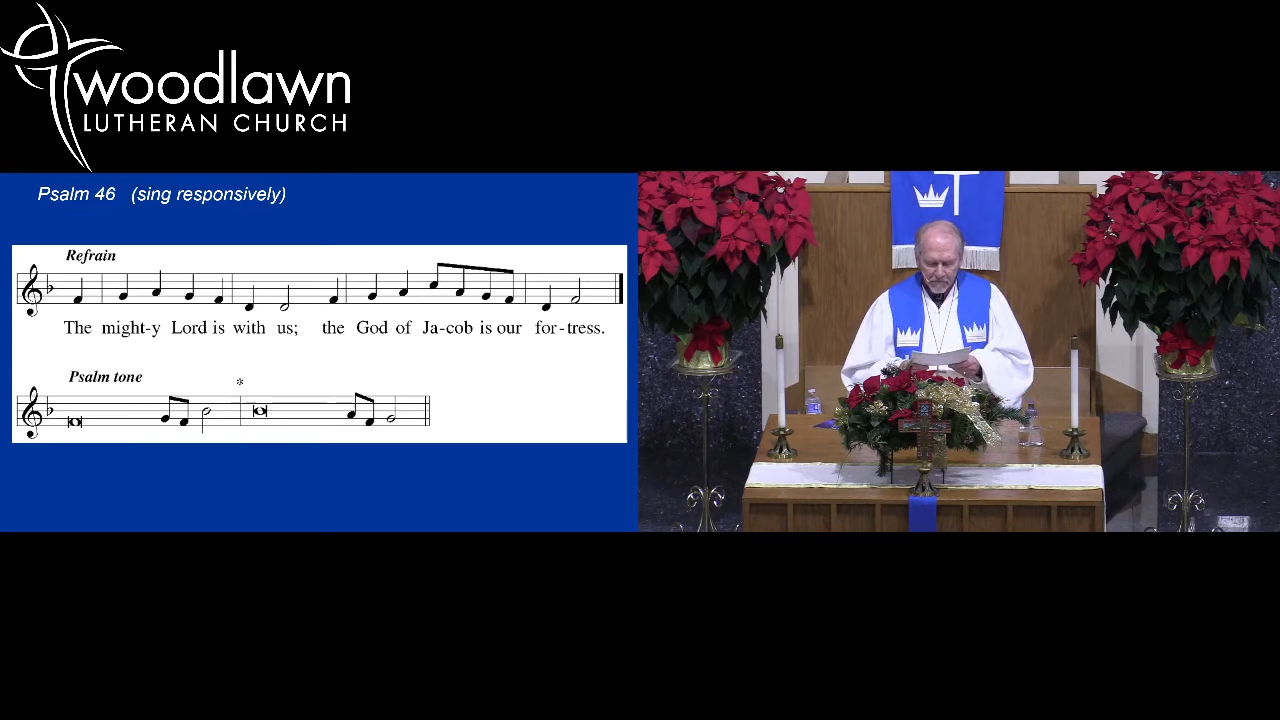 woodlawn
LUTHERAN CHURCH
Psalm 46 (sing responsively)
Refrain
The might-y Lord is with us; the God of Ja-cob is our for-tress.
Psalm tone
*